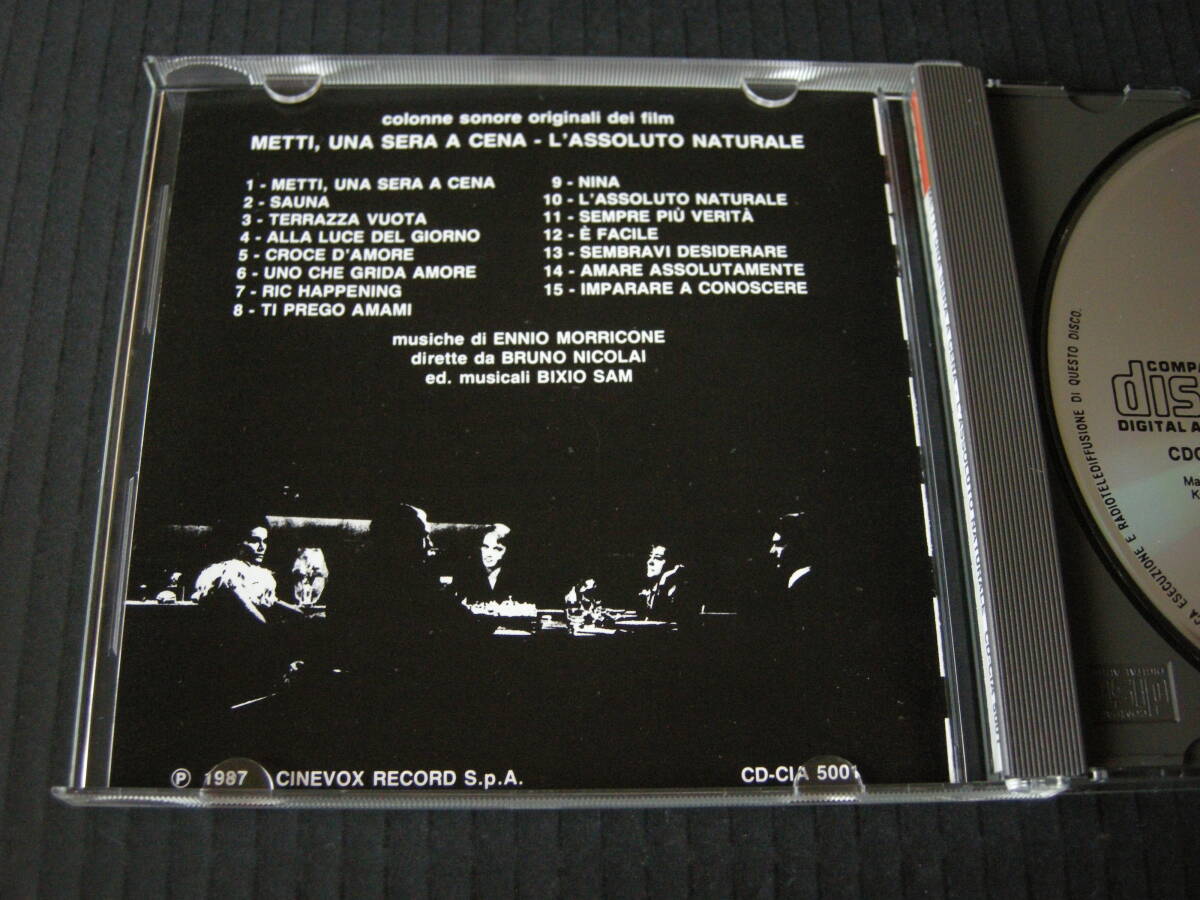 colonne sonore originali dei film
METTI, UNA SERA A CENA - L'ASSOLUTO NATURALE
1 - METTI, UNA SERA A CENA
2 - SAUNA
3 - TERRAZZA VUOTA
4 - ALLA LUCE DEL GIORNO
5 - CROCE D'AMORE
6 - UNO CHE GRIDA AMORE
7 - RIC HAPPENING
8 - TI PREGO AMAMI
9 - NINA
10 - L'ASSOLUTO NATURALE
11 - SEMPRE PIÙ VERITÀ
12 - È FACILE
13 - SEMBRAVI DESIDERARE
14 - AMARE ASSOLUTAMENTE
15 - IMPARARE A CONOSCERE
musiche di ENNIO MORRICONE
dirette da BRUNO NICOLAI
ed. musicali BIXIO SAM
Ⓟ 1987 CINEVOX RECORD S.p.A.
CD-CIA 5001
ESECUZIONE E RADIOTELEDIFFUSIONE DI QUESTO DISCO.
DIGITAL